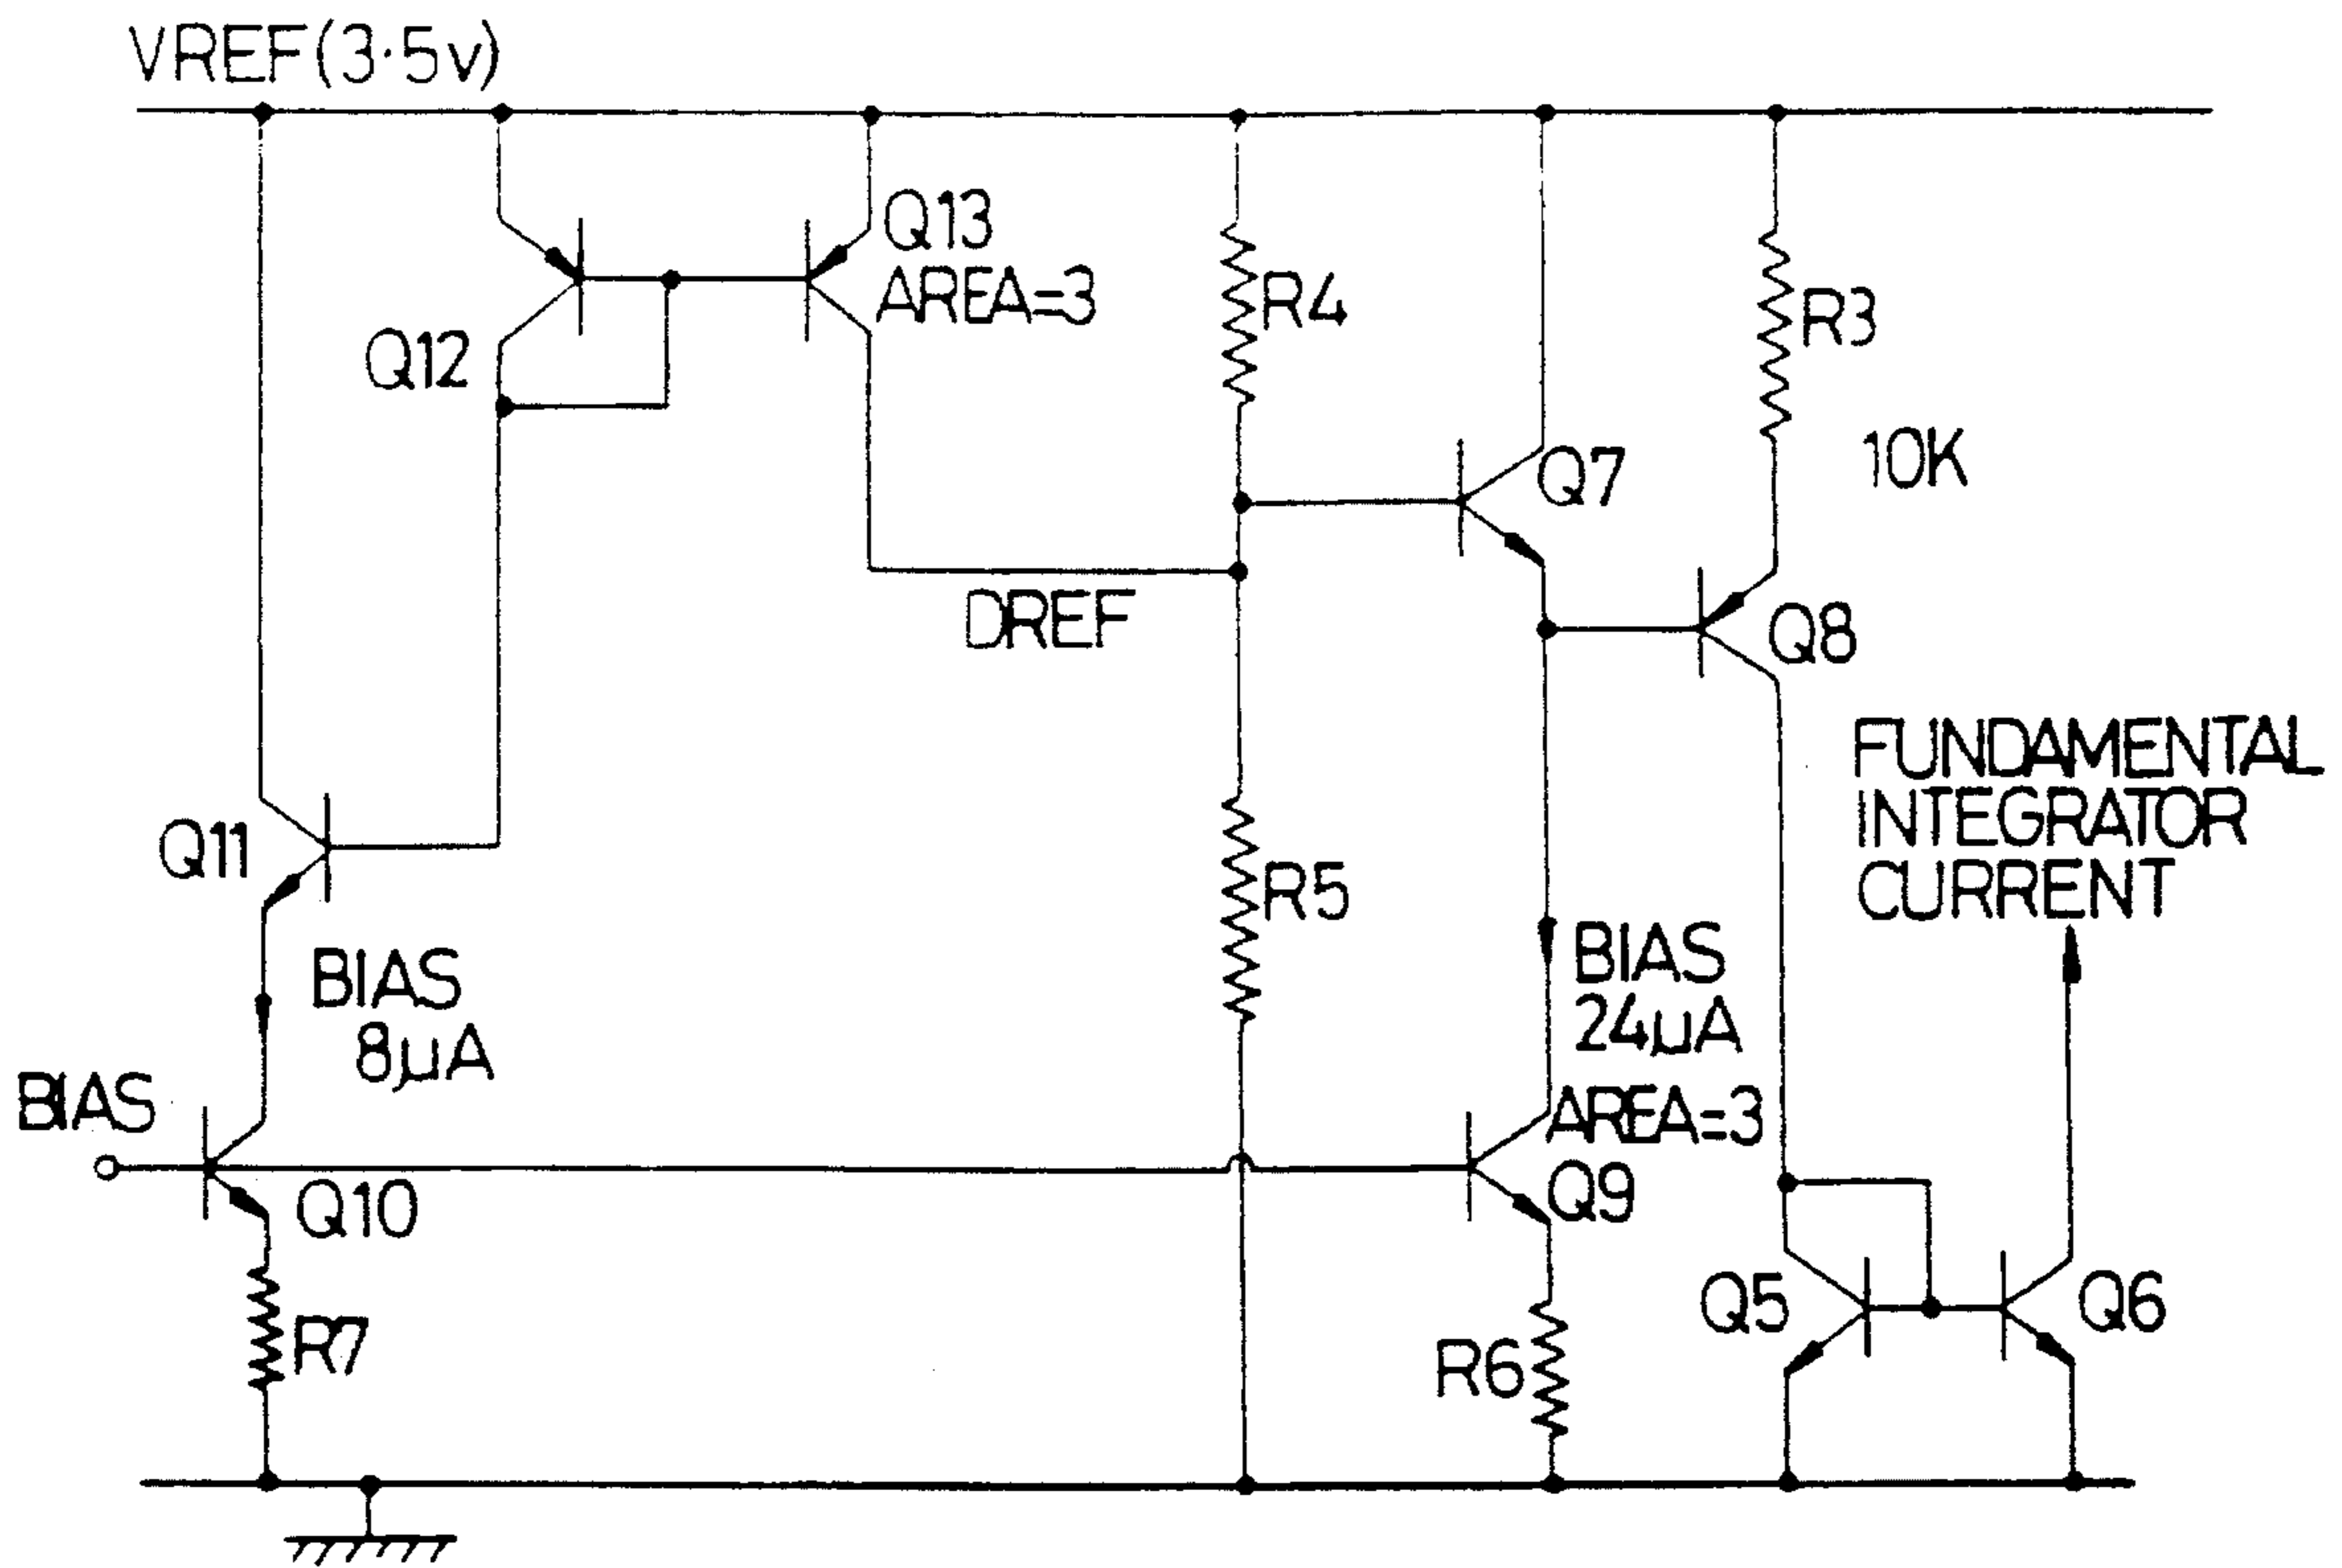 VREF(3·5v)
Q13
AREA=3
Q12
R4
R3
10K
Q7
DREF
Q8
FUNDAMENTAL
INTEGRATOR
CURRENT
Q11
R5
BIAS
8µA
BIAS
24µA
AREA=3
BIAS
Q10
Q9
Q5
Q6
R7
R6